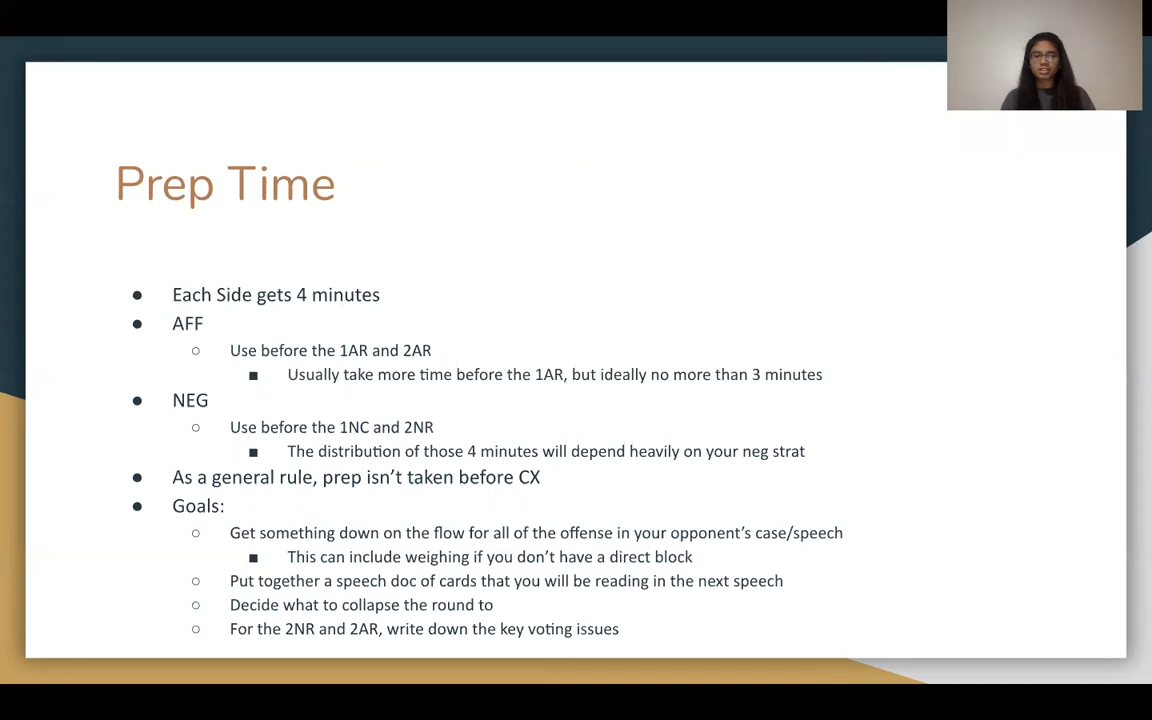 Prep Time
● Each Side gets 4 minutes
● AFF
○ Use before the 1AR and 2AR
■ Usually take more time before the 1AR, but ideally no more than 3 minutes
● NEG
○ Use before the 1NC and 2NR
■ The distribution of those 4 minutes will depend heavily on your neg strat
● As a general rule, prep isn’t taken before CX
● Goals:
○ Get something down on the flow for all of the offense in your opponent’s case/speech
■ This can include weighing if you don’t have a direct block
○ Put together a speech doc of cards that you will be reading in the next speech
○ Decide what to collapse the round to
○ For the 2NR and 2AR, write down the key voting issues